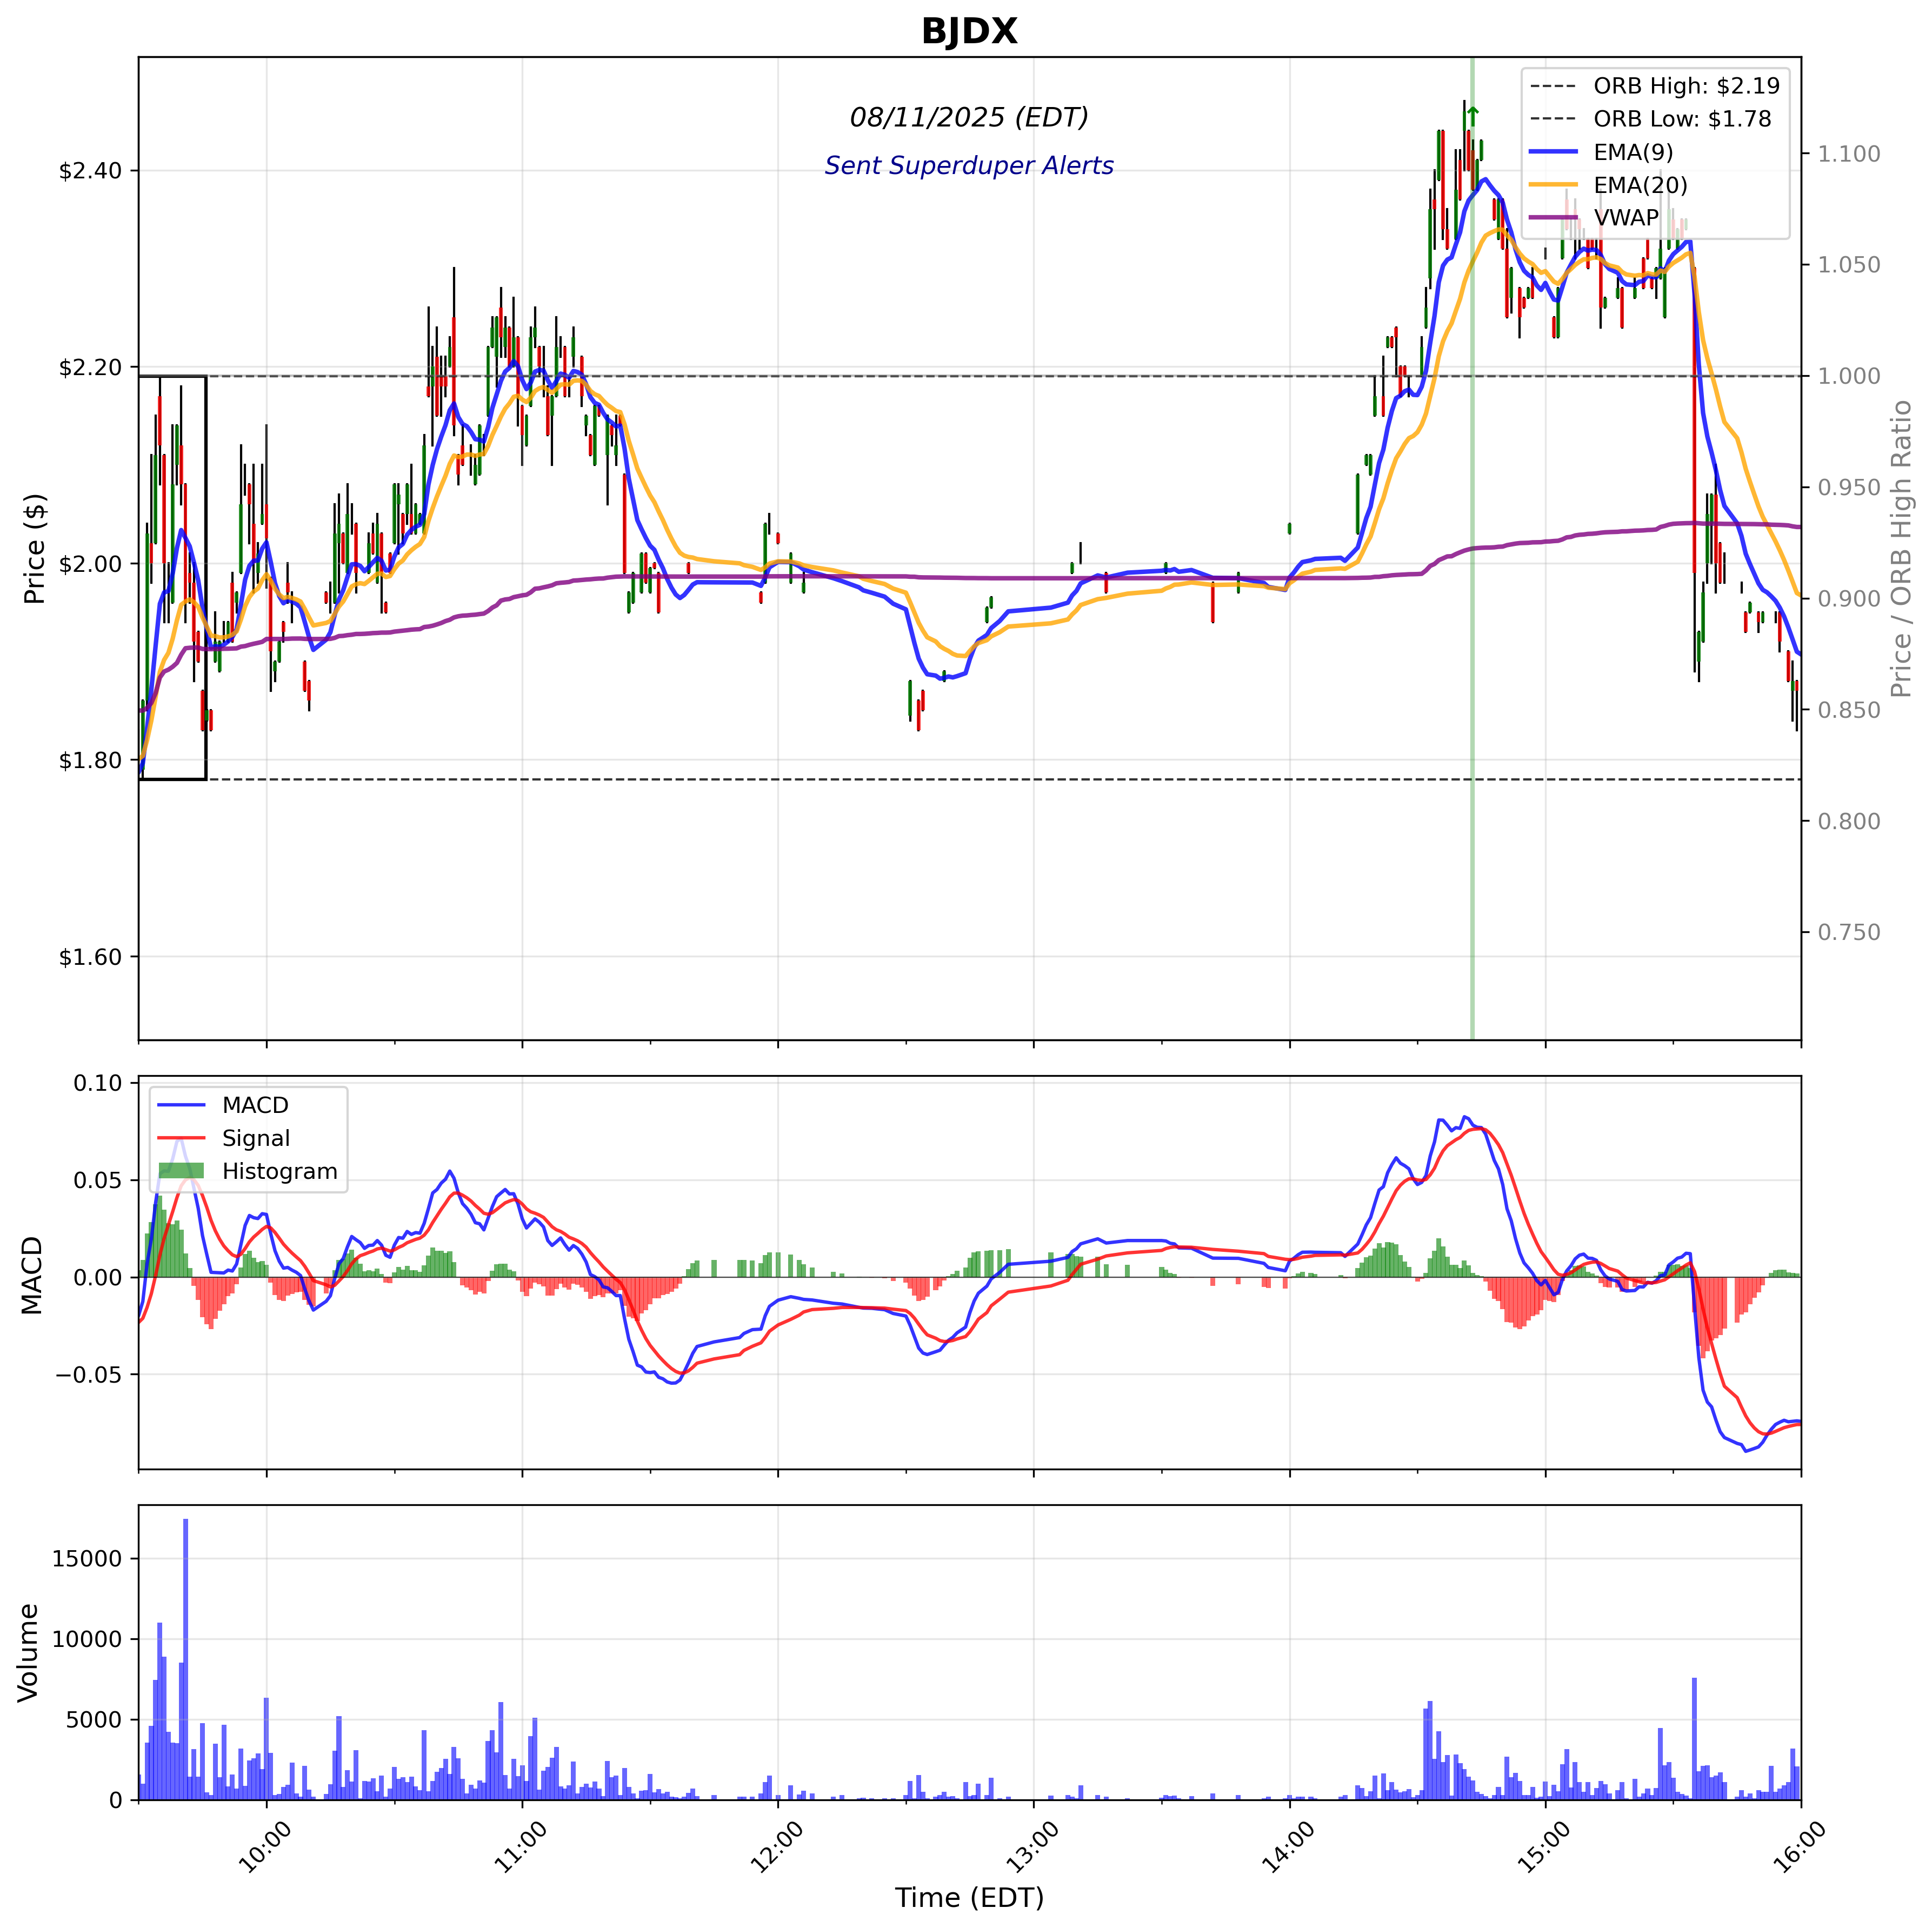 BJDX
08/11/2025 (EDT)
Sent Superduper Alerts
ORB High: $2.19
ORB Low: $1.78
EMA(9)
EMA(20)
VWAP
Price ($)
$2.40
$2.20
$2.00
$1.80
$1.60
1.100
1.050
1.000
0.950
0.900
0.850
0.800
0.750
Price / ORB High Ratio
MACD
Signal
Histogram
MACD
0.10
0.05
0.00
−0.05
Volume
15000
10000
5000
0
10:00
11:00
12:00
13:00
14:00
15:00
16:00
Time (EDT)